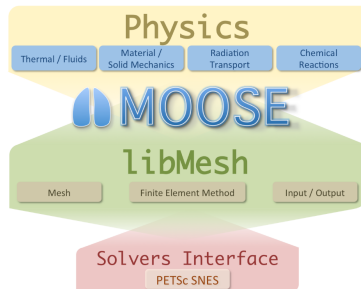 Physics
Thermal / Fluids
Material / Solid Mechanics
Radiation Transport
Chemical Reactions
MOOSE
libMesh
Mesh
Finite Element Method
Input / Output
Solvers Interface
PETSc SNES